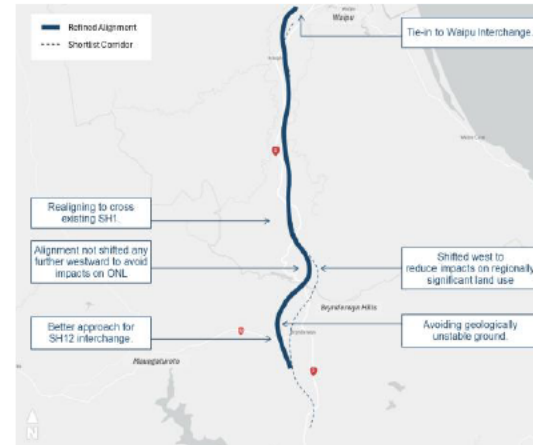 Refined Alignment
Shortlist Corridor
Waipu
Tie-in to Waipu Interchange.
Realigning to cross
existing SH1.
Alignment not shifted any
further westward to avoid
impacts on ONL
Shifted west to
reduce impacts on regionally
significant land use
Brynderwyn Hills
Better approach for
SH12 interchange.
Avoiding geologically
unstable ground.
Maungaturoto
N